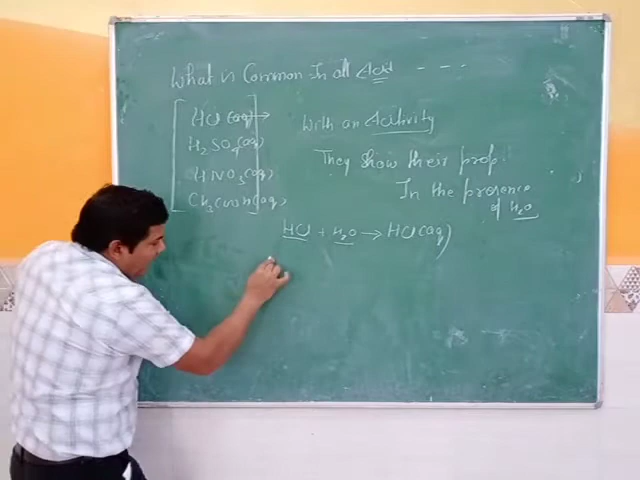 What is Common In all Acid - - -
HCl (aq) →
H2SO4(aq)
HNO3(aq)
CH3COOH(aq)
With an Acitivity
They show their prop.
In the presence
of H2O
HCl + H2O → HCl(aq)